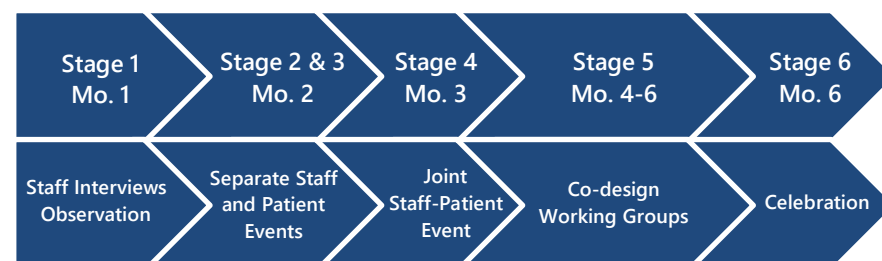 Stage 1
Mo. 1
Stage 2 & 3
Mo. 2
Stage 4
Mo. 3
Stage 5
Mo. 4-6
Stage 6
Mo. 6
Staff Interviews
Observation
Separate Staff
and Patient
Events
Joint
Staff-Patient
Event
Co-design
Working Groups
Celebration